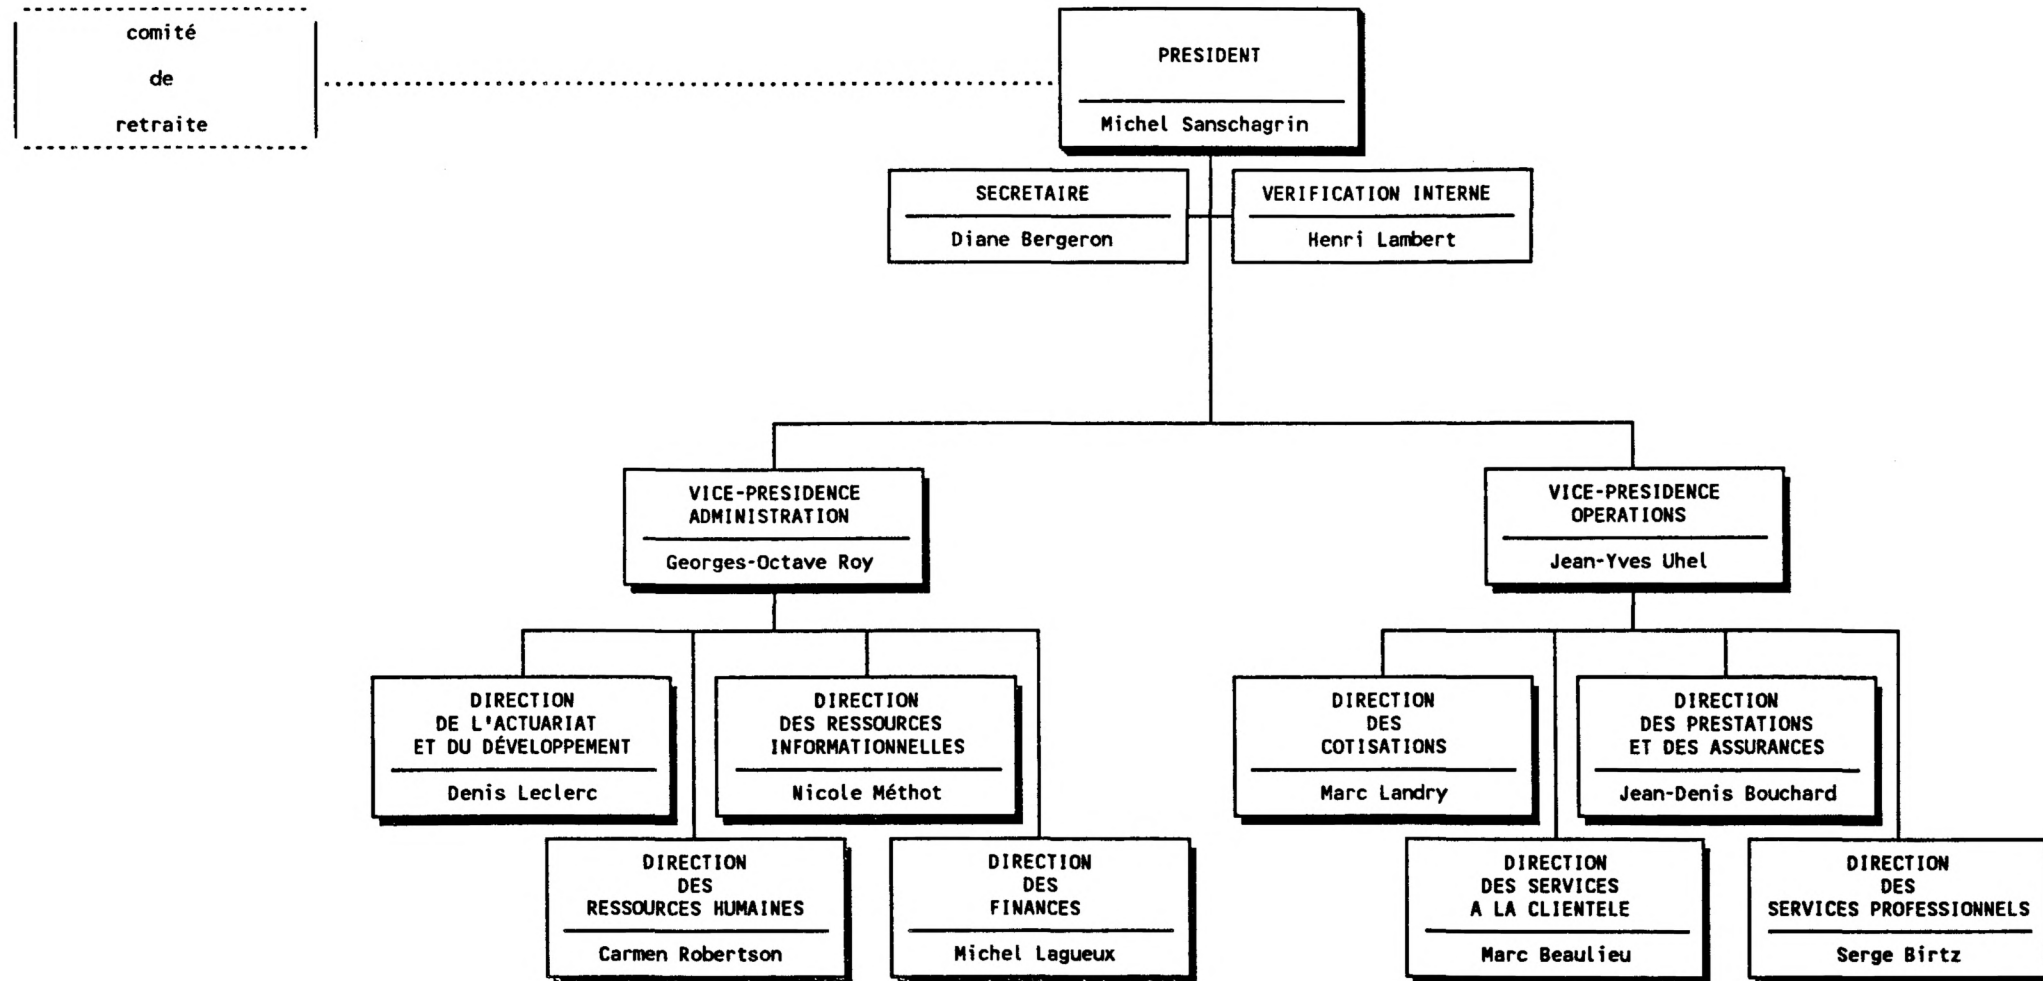 comité
de
retraite
PRESIDENT
Michel Sanschagrin
SECRETAIRE
Diane Bergeron
VERIFICATION INTERNE
Henri Lambert
VICE-PRESIDENCE
ADMINISTRATION
Georges-Octave Roy
VICE-PRESIDENCE
OPERATIONS
Jean-Yves Uhel
DIRECTION
DE L'ACTUARIAT
ET DU DÉVELOPPEMENT
Denis Leclerc
DIRECTION
DES RESSOURCES
INFORMATIONNELLES
Nicole Méthot
DIRECTION
DES
COTISATIONS
Marc Landry
DIRECTION
DES PRESTATIONS
ET DES ASSURANCES
Jean-Denis Bouchard
DIRECTION
DES
RESSOURCES HUMAINES
Carmen Robertson
DIRECTION
DES
FINANCES
Michel Lagueux
DIRECTION
DES SERVICES
A LA CLIENTELE
Marc Beaulieu
DIRECTION
DES
SERVICES PROFESSIONNELS
Serge Birtz